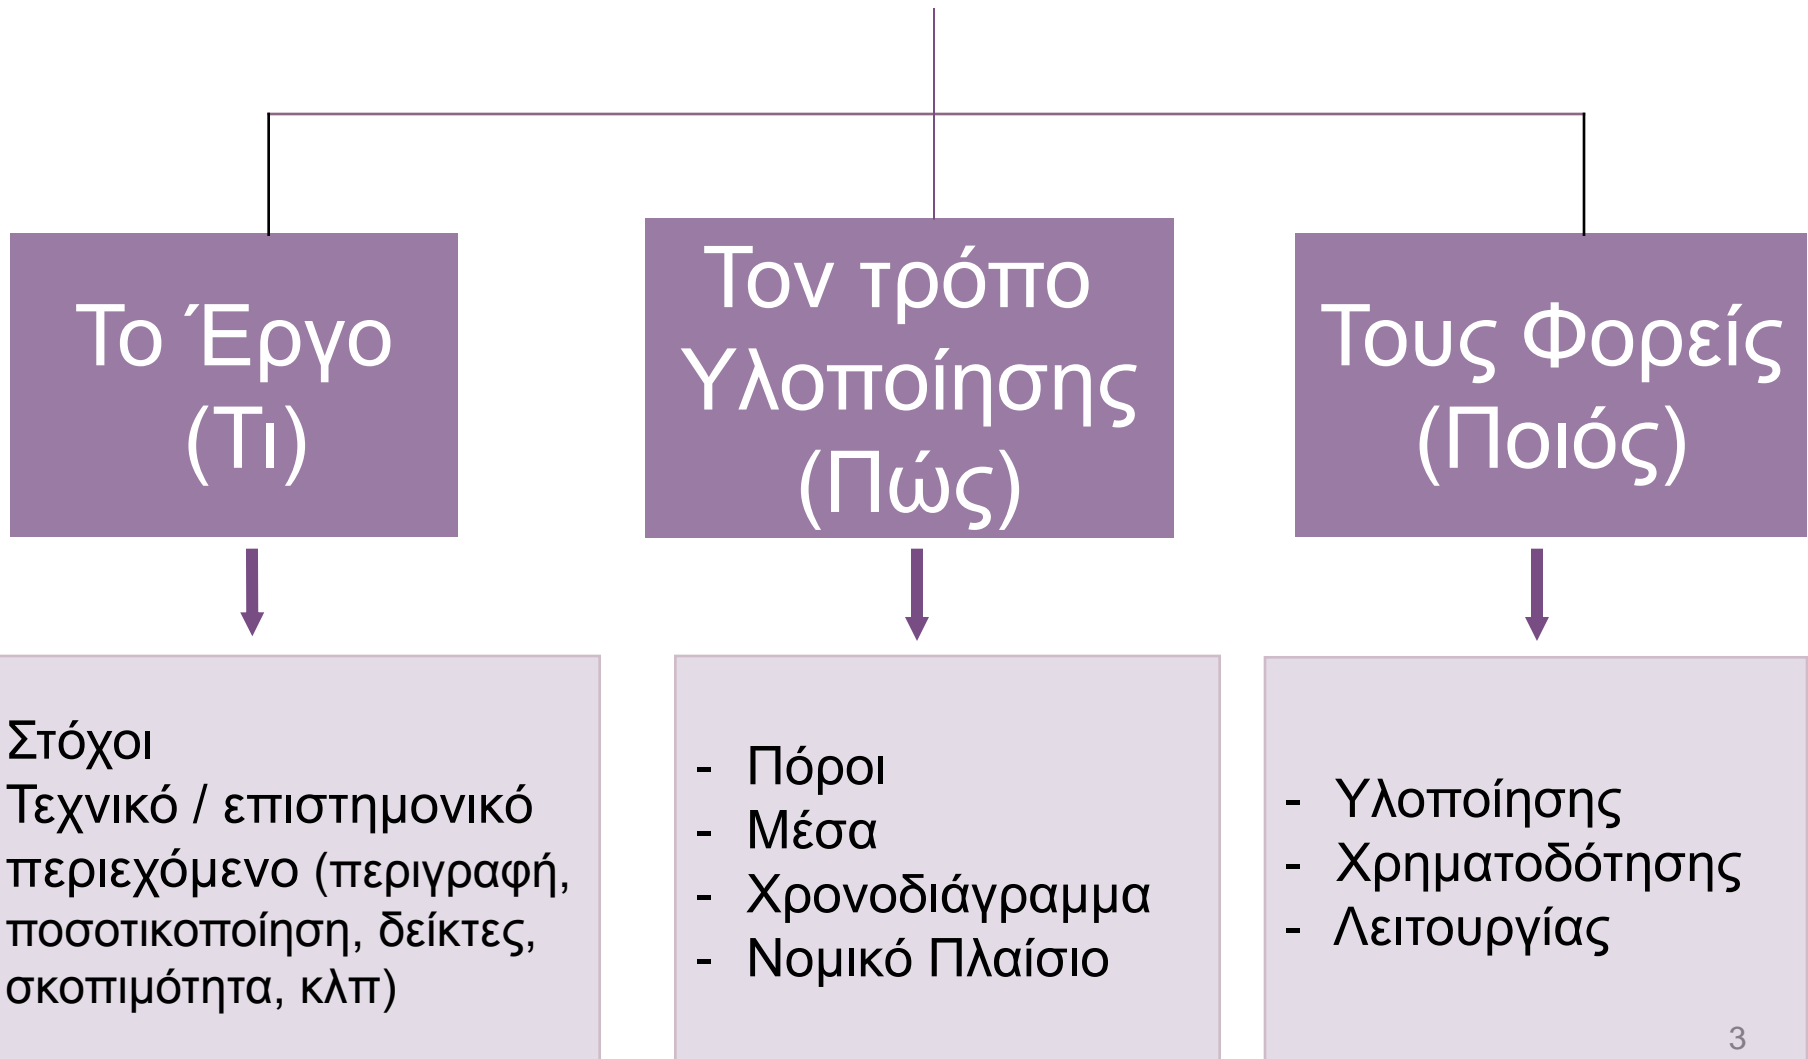 Το Έργο
(Τι)
Τον τρόπο
Υλοποίησης
(Πώς)
Τους Φορείς
(Ποιός)
Στόχοι
Τεχνικό / επιστημονικό
περιεχόμενο (περιγραφή,
ποσοτικοποίηση, δείκτες,
σκοπιμότητα, κλπ)
- Πόροι
- Μέσα
- Χρονοδιάγραμμα
- Νομικό Πλαίσιο
- Υλοποίησης
- Χρηματοδότησης
- Λειτουργίας
3